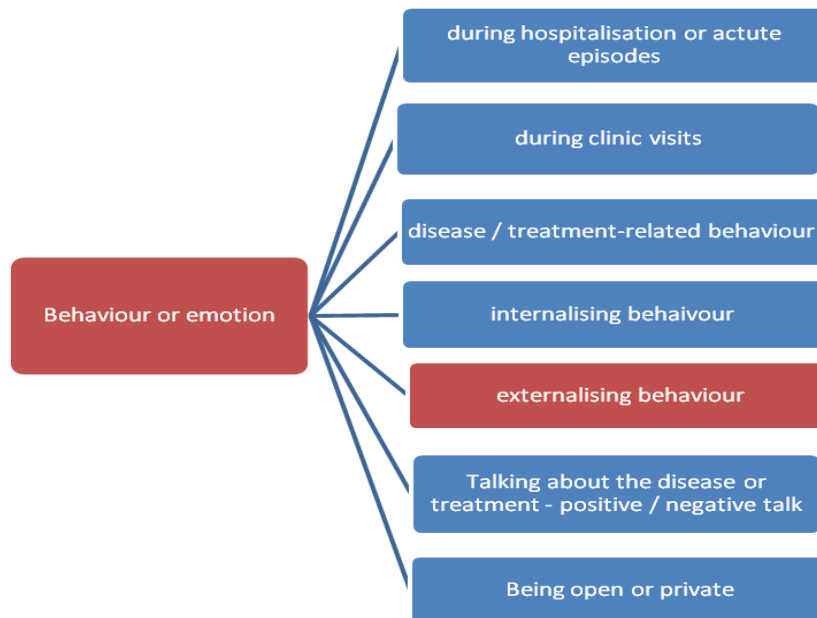 during hospitalisation or actute
episodes
during clinic visits
disease / treatment-related behaviour
Behaviour or emotion
internalising behaivour
externalising behaviour
Talking about the disease or
treatment - positive / negative talk
Being open or private